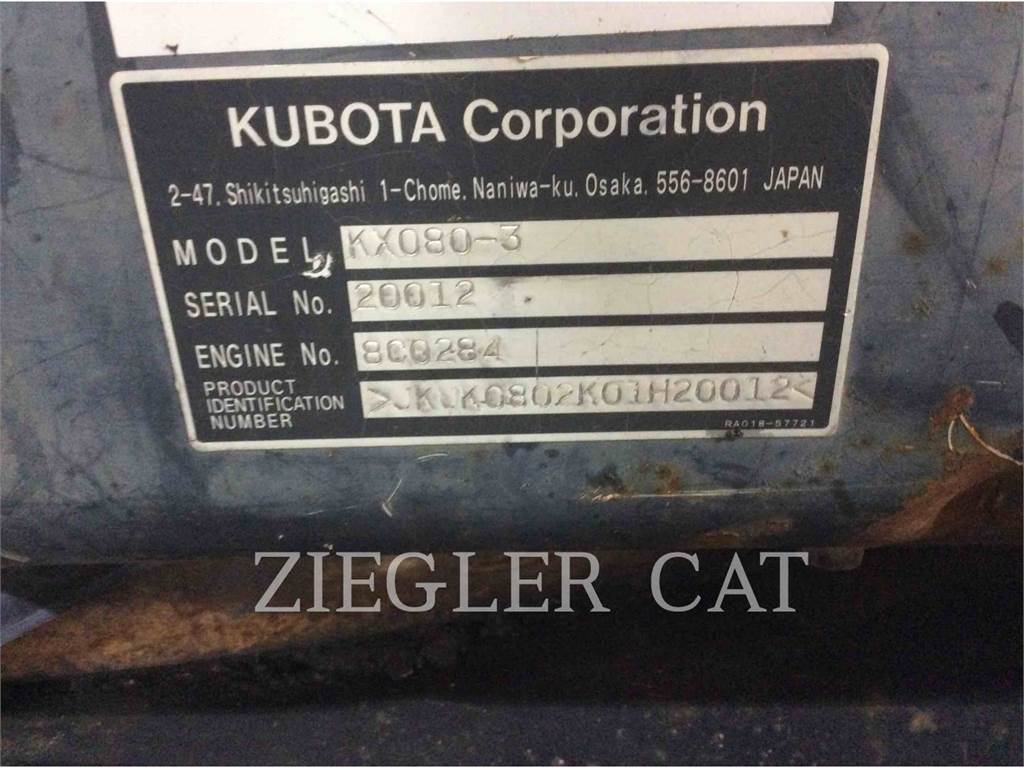 KUBOTA Corporation
2-47, Shikitsuhigashi 1-Chome, Naniwa-ku, Osaka, 556-8601 JAPAN
MODEL KX080-3
SERIAL No. 20012
ENGINE No. 8C0284
PRODUCT IDENTIFICATION NUMBER >JKUK0802K01H20012<
RA018-57721
ZIEGLER CAT